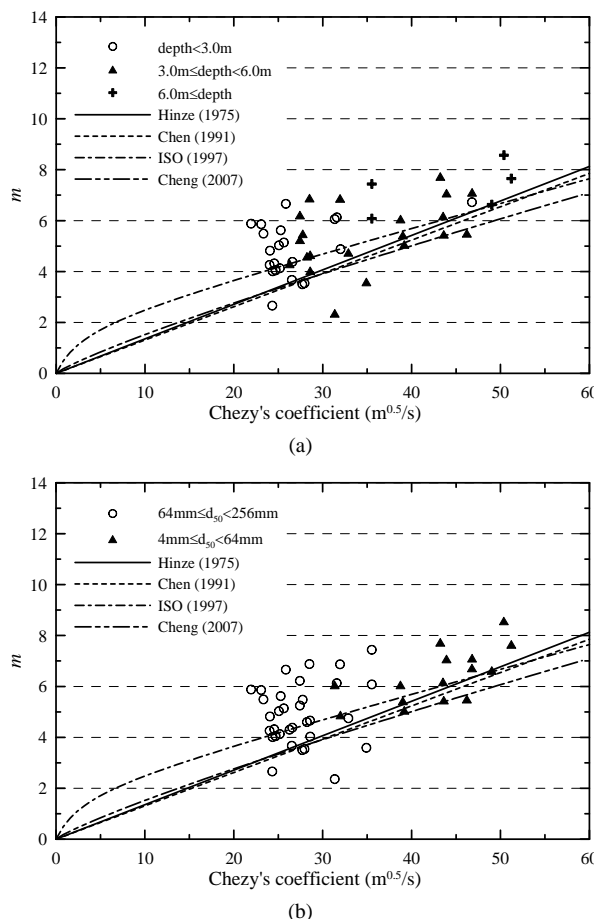 14
12
10
8
6
4
2
0
m
depth<3.0m
3.0m≤depth<6.0m
6.0m≤depth
Hinze (1975)
Chen (1991)
ISO (1997)
Cheng (2007)
0 10 20 30 40 50 60
Chezy's coefficient (m^0.5/s)
(a)
14
12
10
8
6
4
2
0
m
64mm≤d₅₀<256mm
4mm≤d₅₀<64mm
Hinze (1975)
Chen (1991)
ISO (1997)
Cheng (2007)
0 10 20 30 40 50 60
Chezy's coefficient (m^0.5/s)
(b)